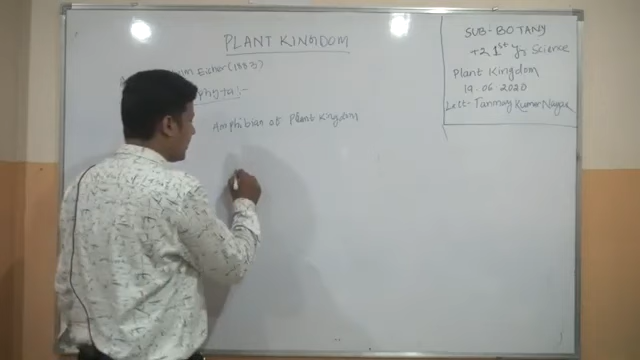 PLANT KINGDOM
Eicher (1883)
phyta:-
Amphibian of Plant Kingdom
SUB- BOTANY
+2 1st yr Science
Plant Kingdom
19.06 2020
Lect- Tanmay Kumar Nayak